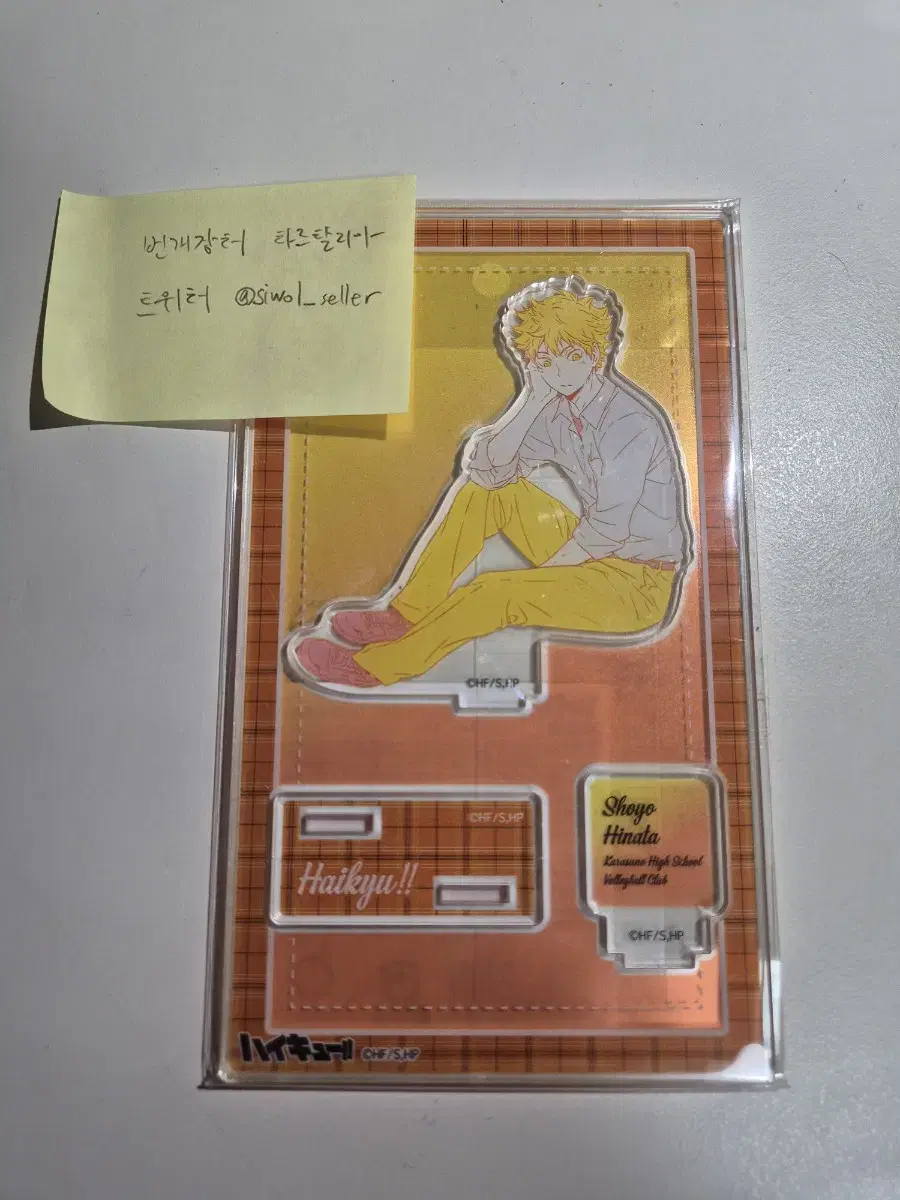 번개장터 타르탈리아
트위터 @siwol_seller
©HF/S,HP
©HF/S,HP
Haikyu!!
Shoyo
Hinata
Karasuno High School
Volleyball Club
©HF/S,HP
ハイキュー!! ©HF/S,HP